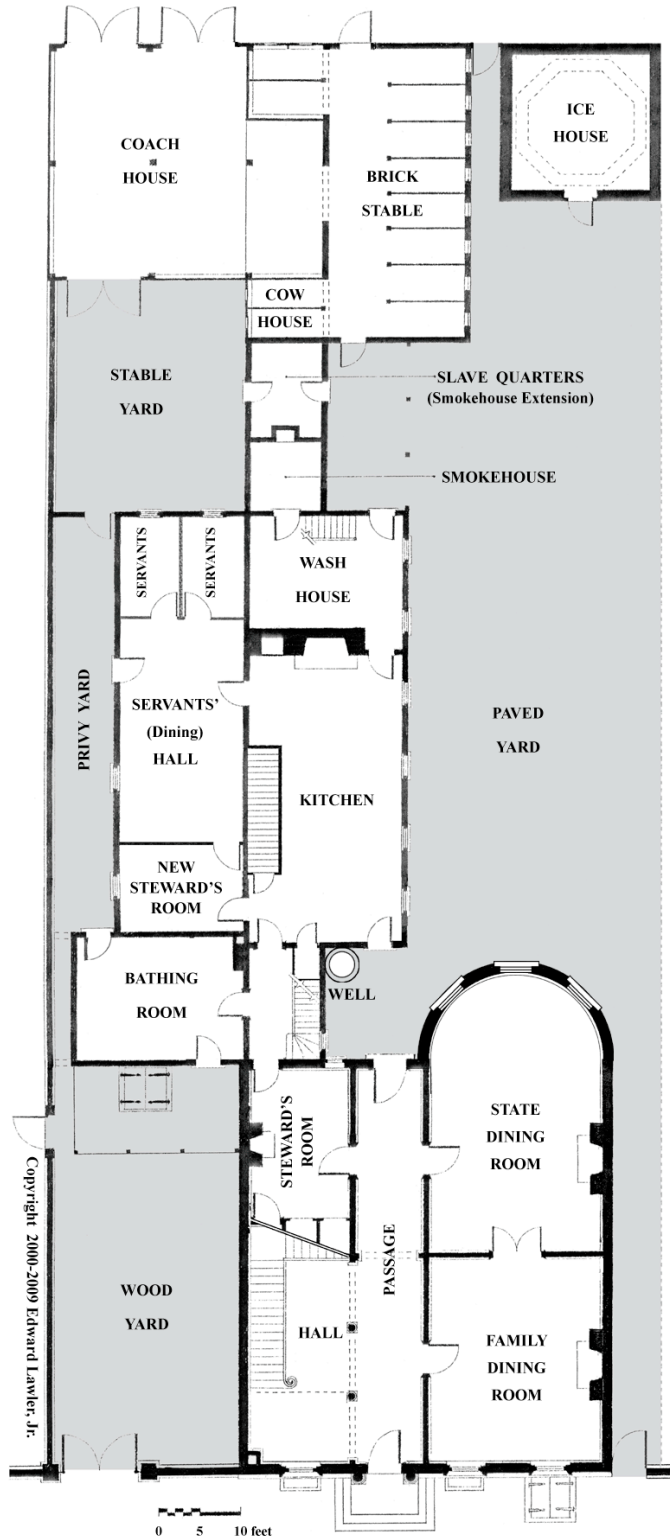 COACH
HOUSE
ICE
HOUSE
BRICK
STABLE
COW
HOUSE
STABLE
YARD
SLAVE QUARTERS
(Smokehouse Extension)
SMOKEHOUSE
SERVANTS
SERVANTS
WASH
HOUSE
PRIVY YARD
SERVANTS'
(Dining)
HALL
PAVED
YARD
KITCHEN
NEW
STEWARD'S
ROOM
BATHING
ROOM
WELL
STEWARD'S
ROOM
STATE
DINING
ROOM
PASSAGE
WOOD
YARD
HALL
FAMILY
DINING
ROOM
Copyright 2000-2009 Edward Lawler, Jr.
0 5 10 feet